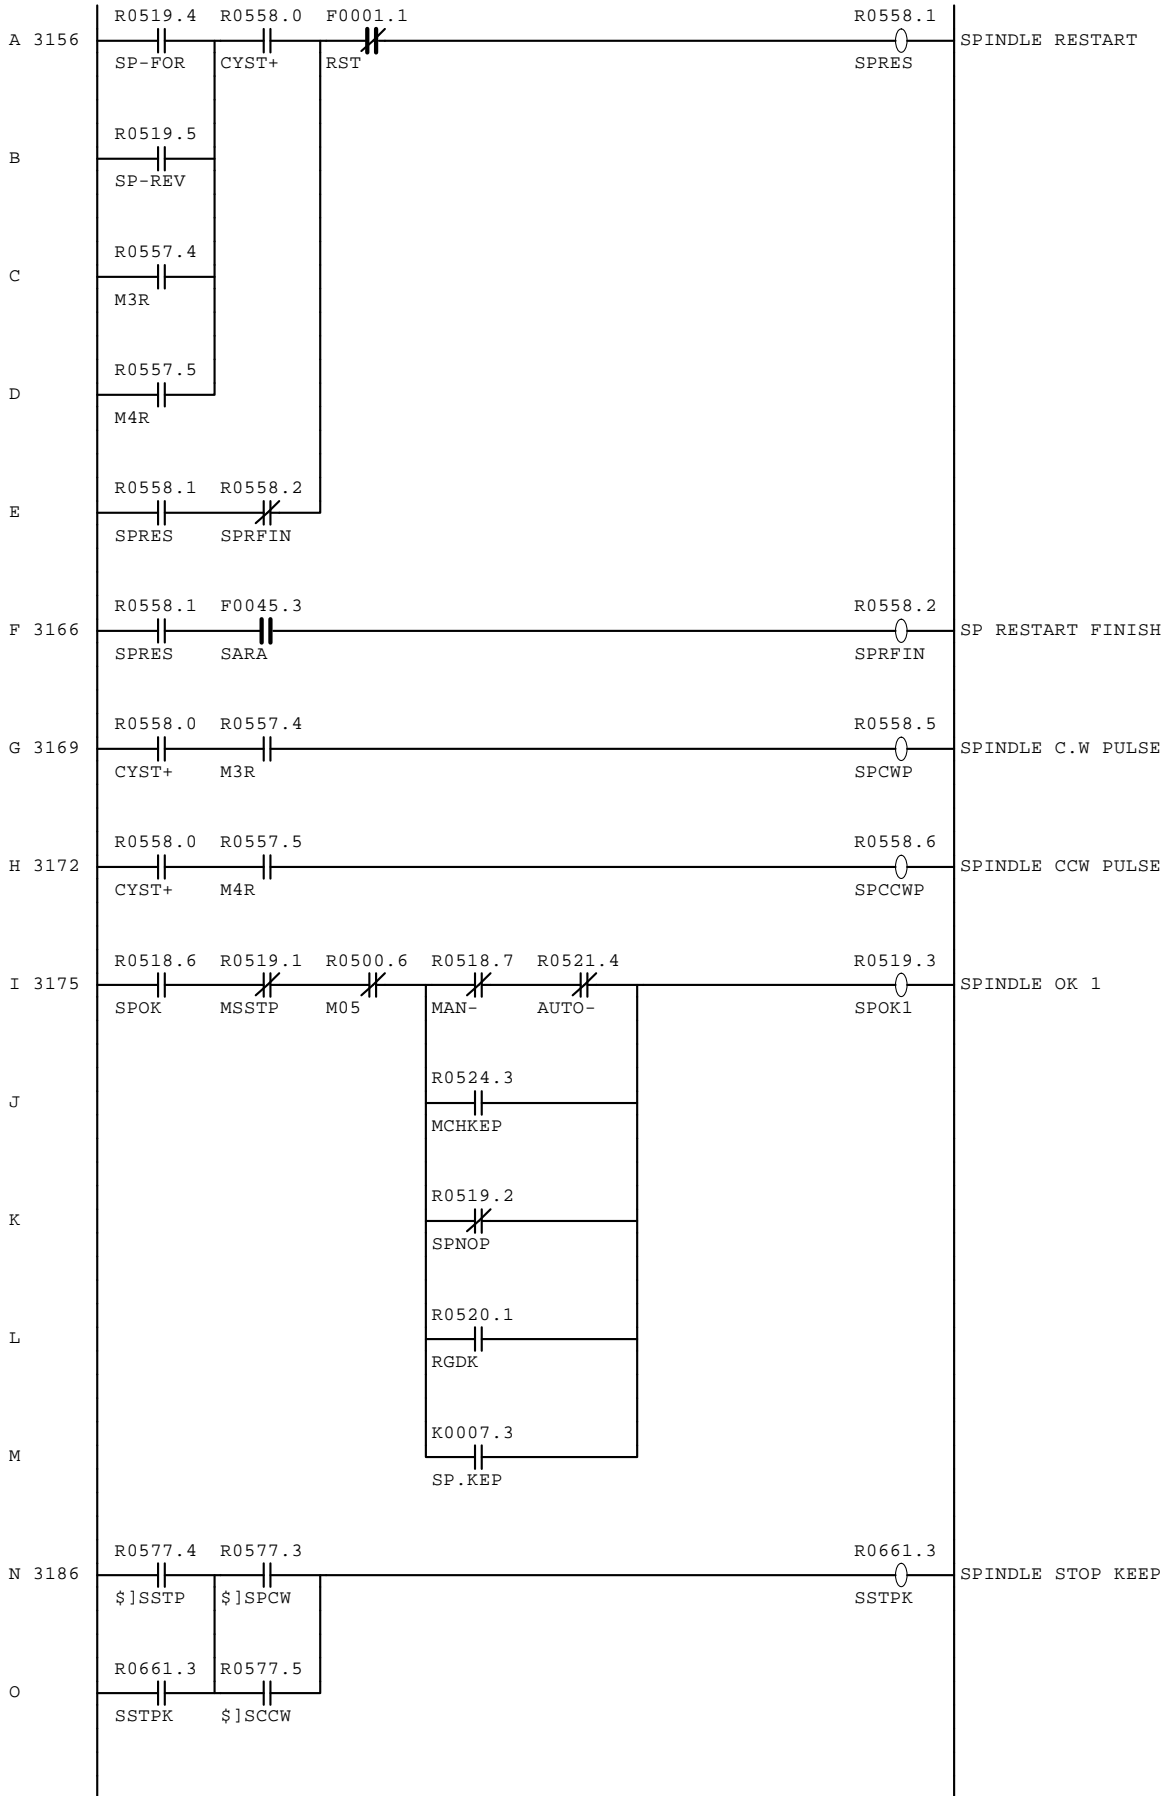 R0519.4 R0558.0 F0001.1 R0558.1
A 3156 SPINDLE RESTART
SP-FOR CYST+ RST SPRES
R0519.5
B
SP-REV
R0557.4
C
M3R
R0557.5
D
M4R
R0558.1 R0558.2
E
SPRES SPRFIN
R0558.1 F0045.3 R0558.2
F 3166 SP RESTART FINISH
SPRES SARA SPRFIN
R0558.0 R0557.4 R0558.5
G 3169 SPINDLE C.W PULSE
CYST+ M3R SPCWP
R0558.0 R0557.5 R0558.6
H 3172 SPINDLE CCW PULSE
CYST+ M4R SPCCWP
R0518.6 R0519.1 R0500.6 R0518.7 R0521.4 R0519.3
I 3175 SPINDLE OK 1
SPOK MSSTP M05 MAN- AUTO- SPOK1
R0524.3
J
MCHKEP
R0519.2
K
SPNOP
R0520.1
L
RGDK
K0007.3
M
SP.KEP
R0577.4 R0577.3 R0661.3
N 3186 SPINDLE STOP KEEP
$]SSTP $]SPCW SSTPK
R0661.3 R0577.5
O
SSTPK $]SCCW